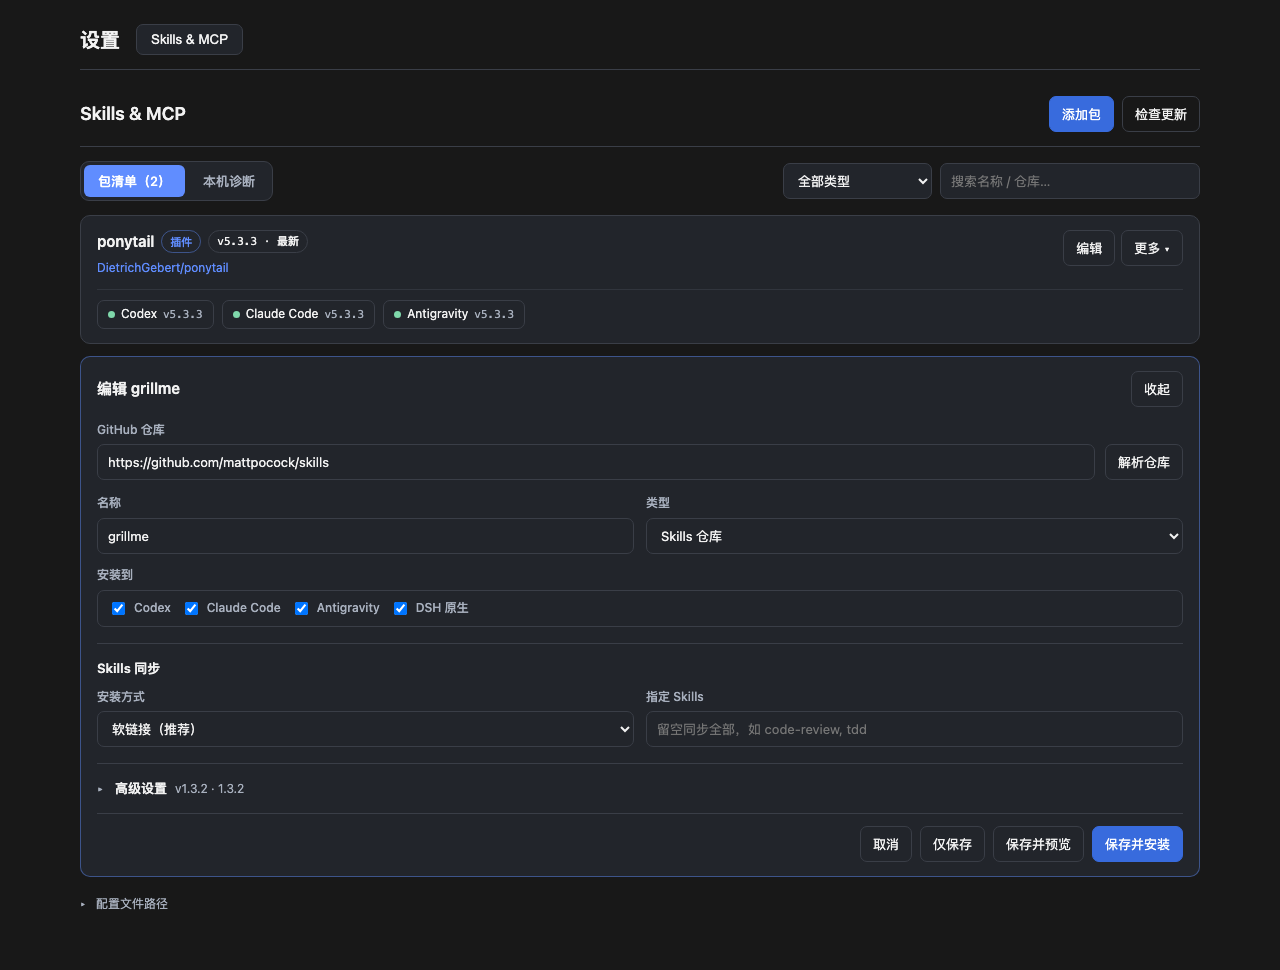 设置 Skills & MCP
Skills & MCP 添加包 检查更新
包清单（2） 本机诊断 全部类型 搜索名称 / 仓库...
ponytail 插件 v5.3.3 · 最新 编辑 更多
DietrichGebert/ponytail
Codex v5.3.3 Claude Code v5.3.3 Antigravity v5.3.3
编辑 grillme 收起
GitHub 仓库
https://github.com/mattpocock/skills 解析仓库
名称 类型
grillme Skills 仓库
安装到
Codex Claude Code Antigravity DSH 原生
Skills 同步
安装方式 指定 Skills
软链接（推荐） 留空同步全部，如 code-review, tdd
高级设置 v1.3.2 · 1.3.2
取消 仅保存 保存并预览 保存并安装
配置文件路径